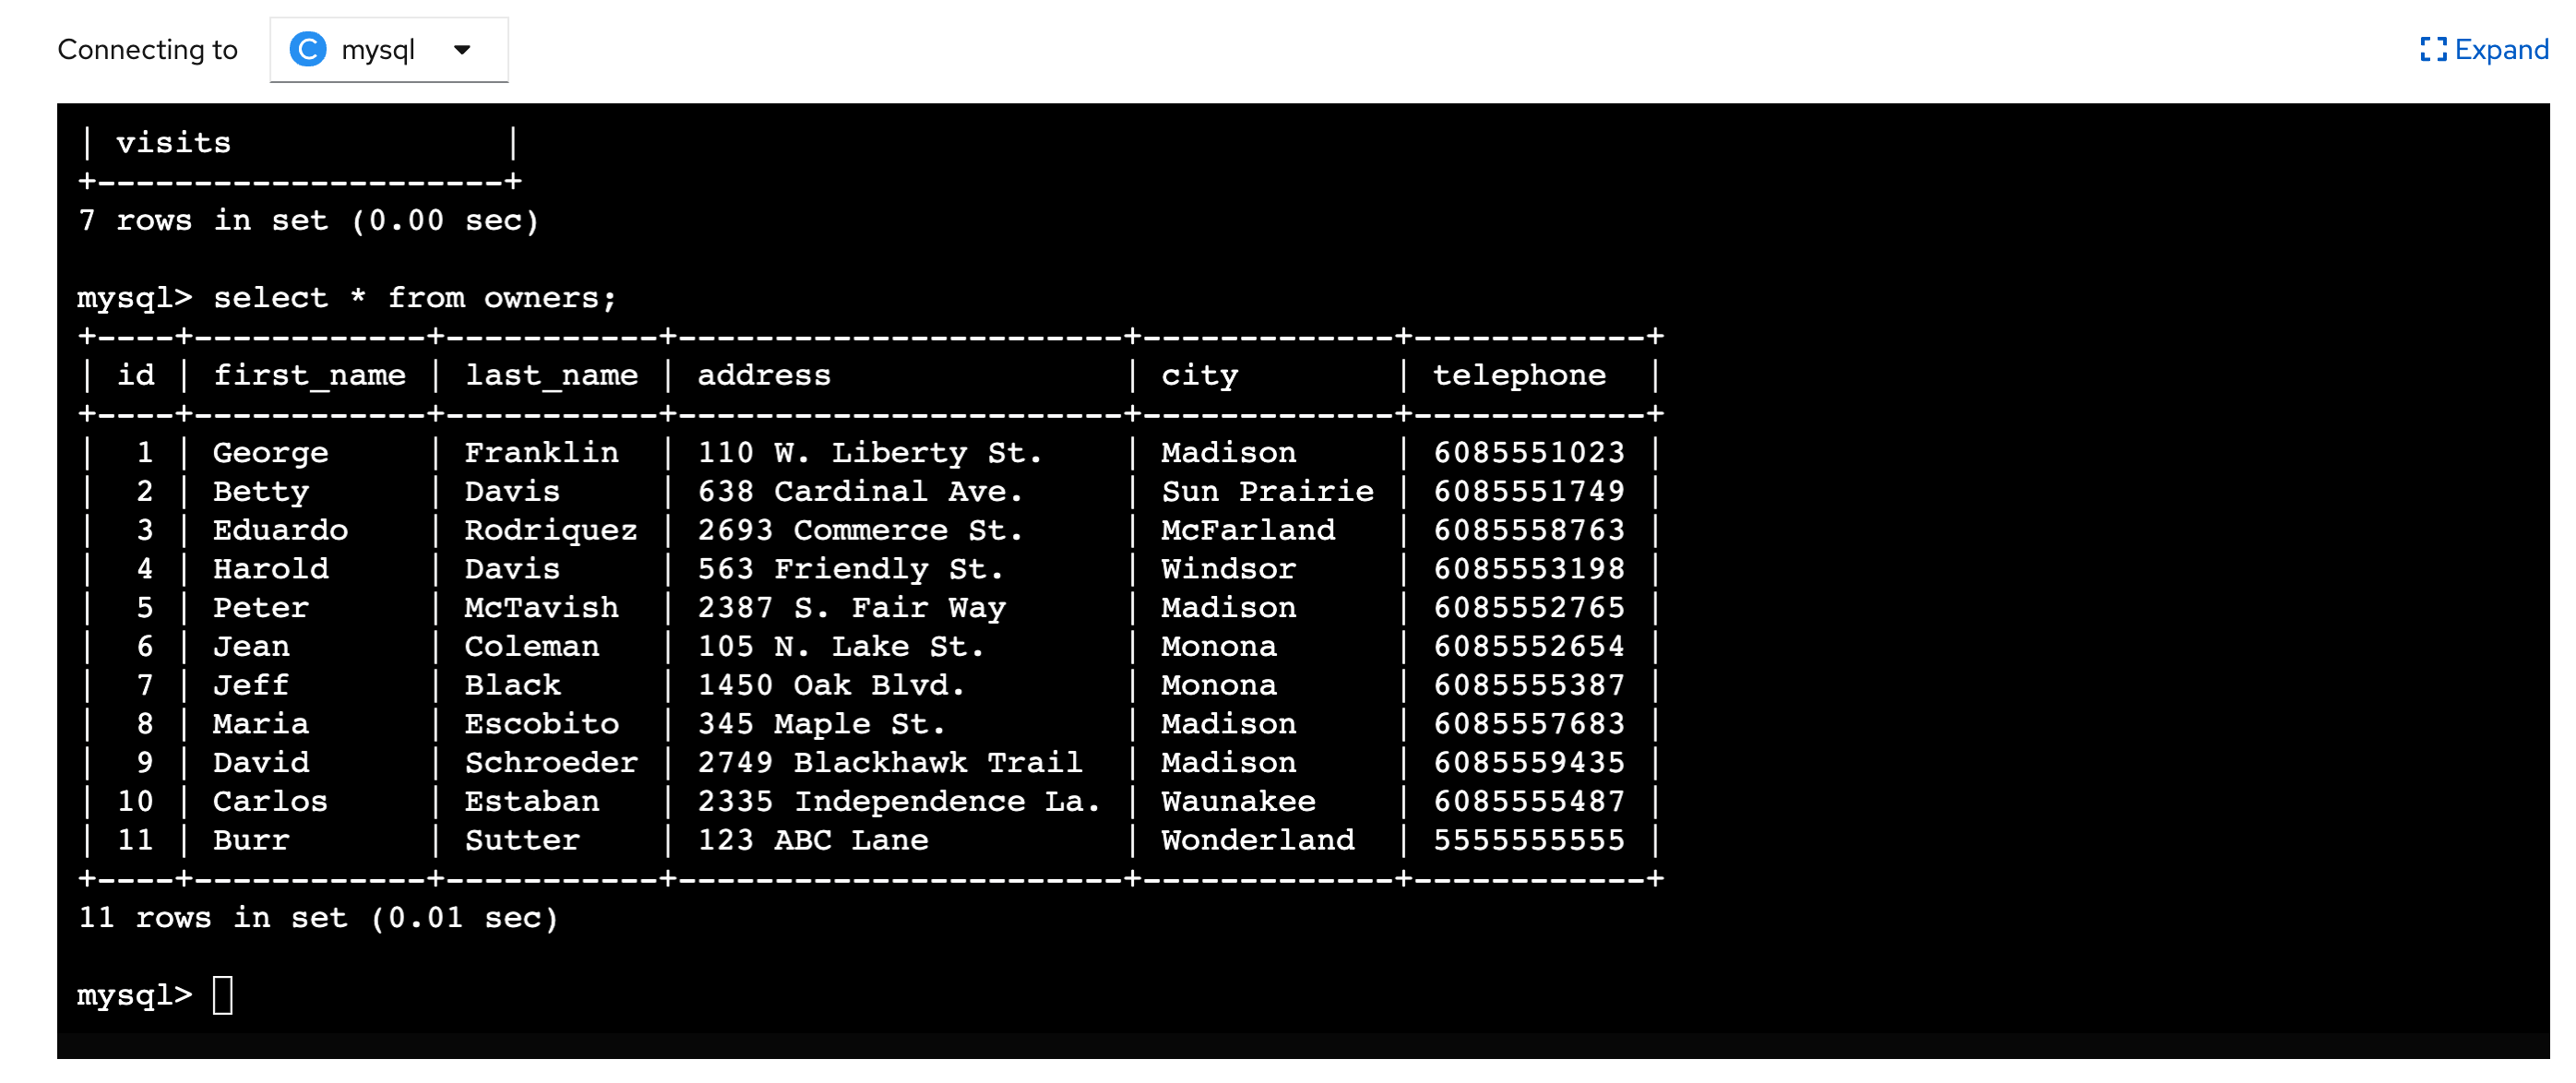 Connecting to C mysql Expand
| visits              |
+---------------------+
7 rows in set (0.00 sec)

mysql> select * from owners;
+----+------------+-----------+-----------------------+-------------+------------+
| id | first_name | last_name | address               | city        | telephone  |
+----+------------+-----------+-----------------------+-------------+------------+
|  1 | George     | Franklin  | 110 W. Liberty St.    | Madison     | 6085551023 |
|  2 | Betty      | Davis     | 638 Cardinal Ave.     | Sun Prairie | 6085551749 |
|  3 | Eduardo    | Rodriquez | 2693 Commerce St.     | McFarland   | 6085558763 |
|  4 | Harold     | Davis     | 563 Friendly St.      | Windsor     | 6085553198 |
|  5 | Peter      | McTavish  | 2387 S. Fair Way      | Madison     | 6085552765 |
|  6 | Jean       | Coleman   | 105 N. Lake St.       | Monona      | 6085552654 |
|  7 | Jeff       | Black     | 1450 Oak Blvd.        | Monona      | 6085555387 |
|  8 | Maria      | Escobito  | 345 Maple St.         | Madison     | 6085557683 |
|  9 | David      | Schroeder | 2749 Blackhawk Trail  | Madison     | 6085559435 |
| 10 | Carlos     | Estaban   | 2335 Independence La. | Waunakee    | 6085555487 |
| 11 | Burr       | Sutter    | 123 ABC Lane          | Wonderland  | 5555555555 |
+----+------------+-----------+-----------------------+-------------+------------+
11 rows in set (0.01 sec)

mysql>